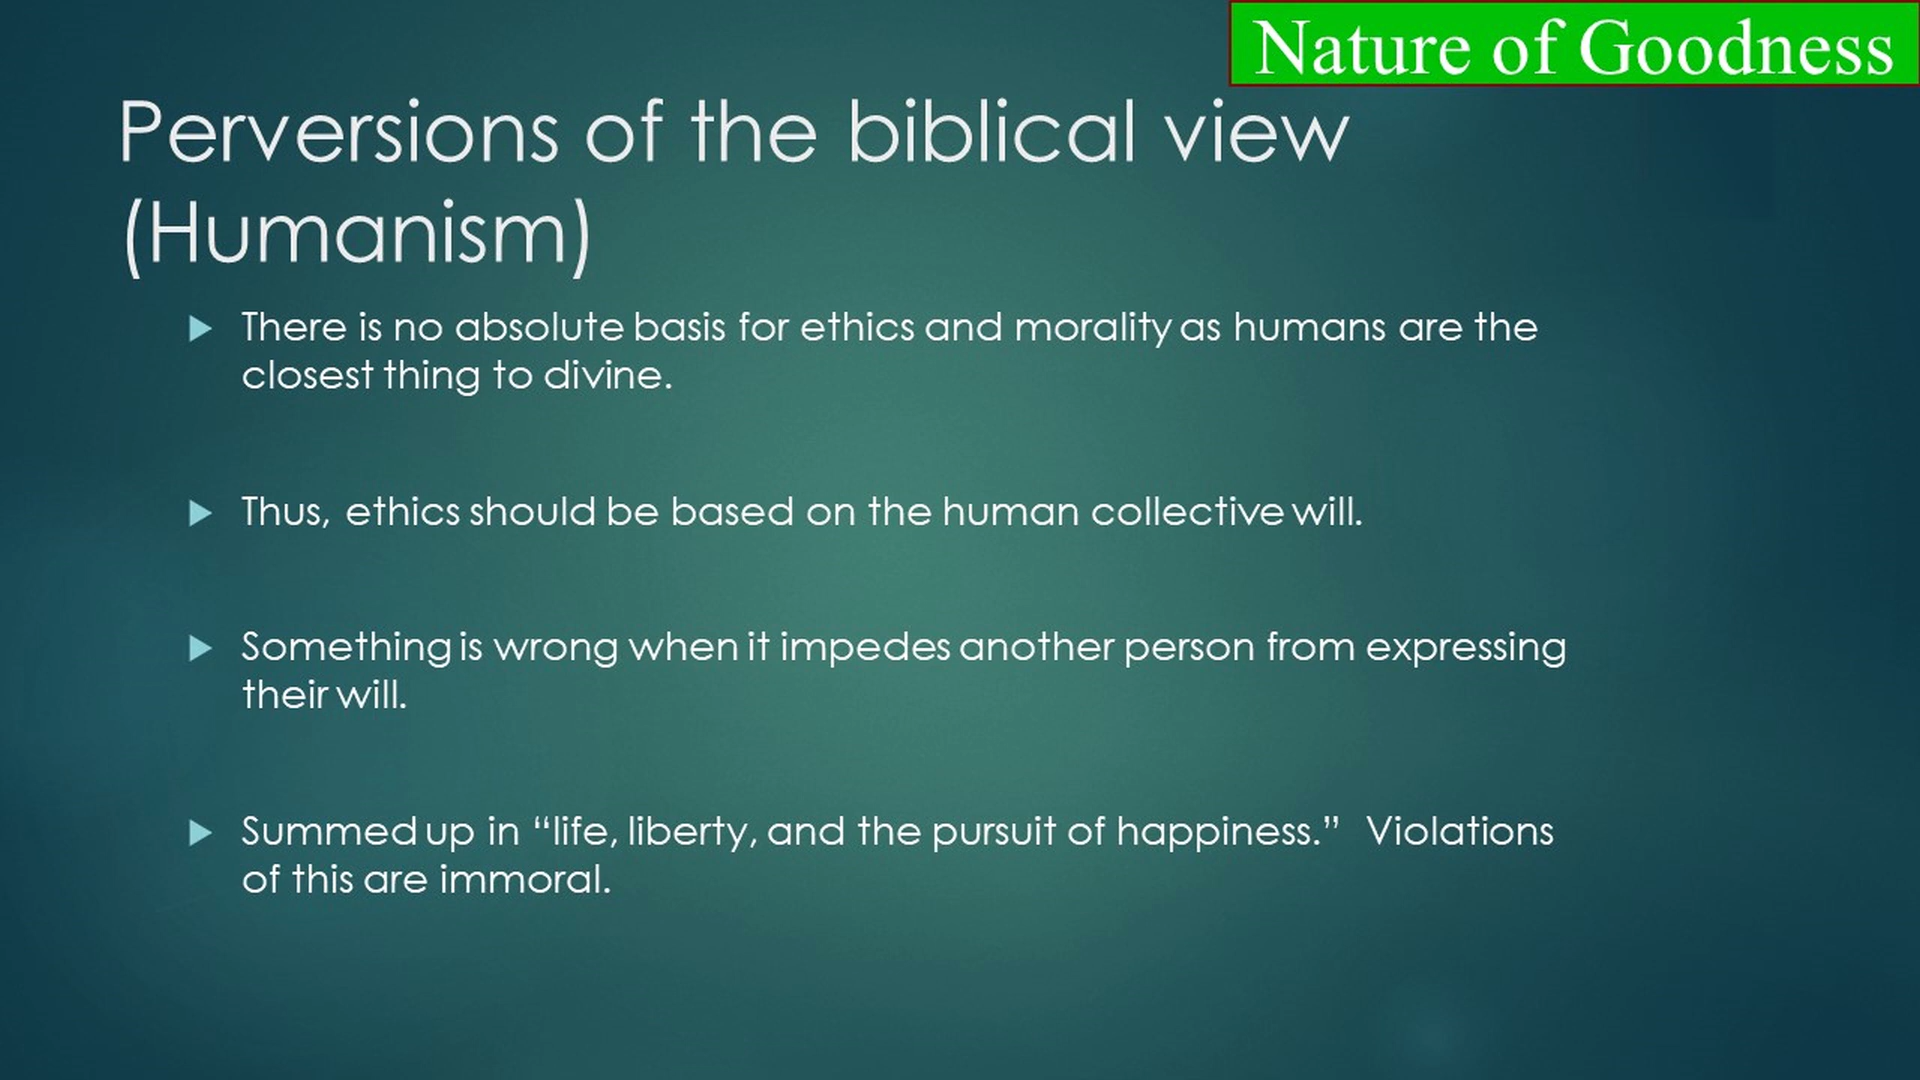 Nature of Goodness
Perversions of the biblical view
(Humanism)
There is no absolute basis for ethics and morality as humans are the
closest thing to divine.
Thus, ethics should be based on the human collective will.
Something is wrong when it impedes another person from expressing
their will.
Summed up in “life, liberty, and the pursuit of happiness.” Violations
of this are immoral.